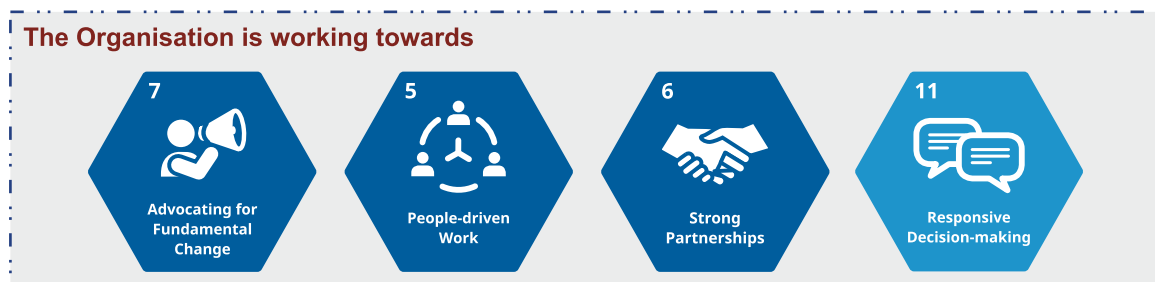 The Organisation is working towards
7
Advocating for
Fundamental
Change
5
People-driven
Work
6
Strong
Partnerships
11
Responsive
Decision-making